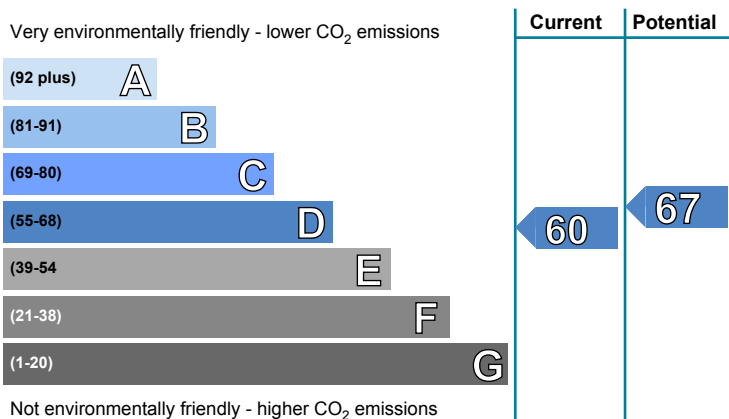 Very environmentally friendly - lower CO₂ emissions
Current
Potential
(92 plus) A
(81-91) B
(69-80) C
(55-68) D
(39-54 E
(21-38) F
(1-20) G
60
67
Not environmentally friendly - higher CO₂ emissions